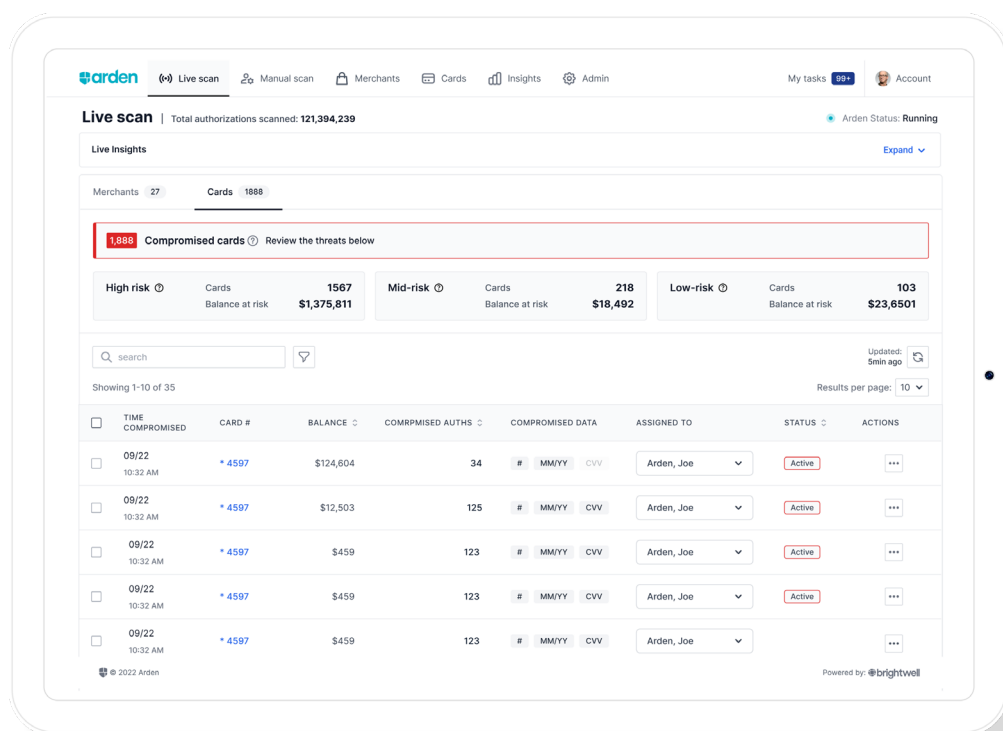 arden
Live scan
Manual scan
Merchants
Cards
Insights
Admin
My tasks 99+
Account
Live scan | Total authorizations scanned: 121,394,239
Arden Status: Running
Live Insights
Expand
Merchants 27
Cards 1888
1,888 Compromised cards ? Review the threats below
High risk ? Cards 1567
Balance at risk $1,375,811
Mid-risk ? Cards 218
Balance at risk $18,492
Low-risk ? Cards 103
Balance at risk $23,6501
search
Updated:
5min ago
Showing 1-10 of 35
Results per page: 10
TIME COMPROMISED CARD # BALANCE COMRPMISED AUTHS COMPROMISED DATA ASSIGNED TO STATUS ACTIONS
09/22
10:32 AM
* 4597 $124,604 34 # MM/YY CVV Arden, Joe Active
09/22
10:32 AM
* 4597 $12,503 125 # MM/YY CVV Arden, Joe Active
09/22
10:32 AM
* 4597 $459 123 # MM/YY CVV Arden, Joe Active
09/22
10:32 AM
* 4597 $459 123 # MM/YY CVV Arden, Joe Active
09/22
10:32 AM
* 4597 $459 123 # MM/YY CVV Arden, Joe
© 2022 Arden
Powered by: brightwell